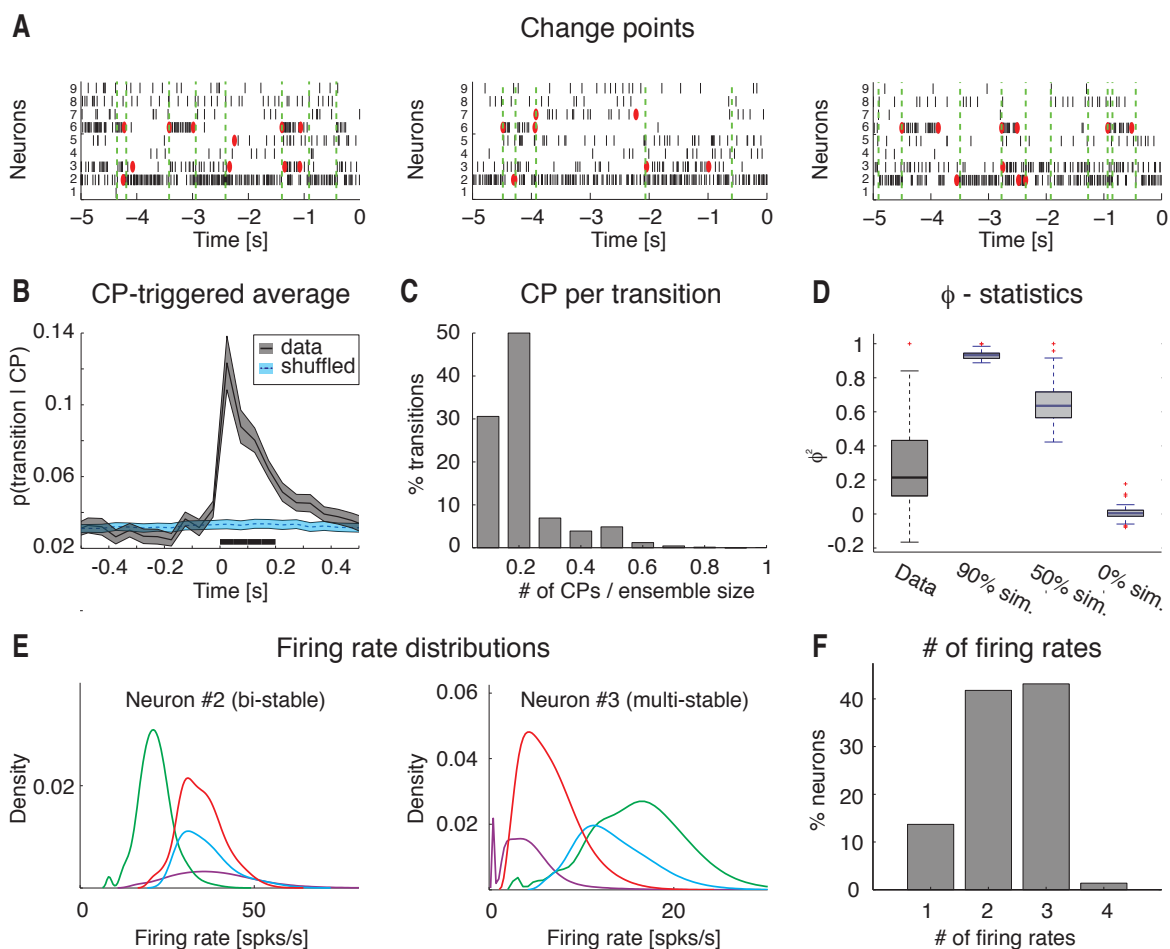 A
Change points
Neurons
9
8
7
6
5
4
3
2
1
−5 −4 −3 −2 −1 0
Time [s]
Neurons
9
8
7
6
5
4
3
2
1
−5 −4 −3 −2 −1 0
Time [s]
Neurons
9
8
7
6
5
4
3
2
1
−5 −4 −3 −2 −1 0
Time [s]
B CP-triggered average
p(transition | CP)
0.14
0.1
0.06
0.02
data
shuffled
-0.4 -0.2 0 0.2 0.4
Time [s]
C CP per transition
% transitions
50
40
30
20
10
0
0.2 0.4 0.6 0.8 1
# of CPs / ensemble size
D ϕ - statistics
ϕ²
1
0.8
0.6
0.4
0.2
0
-0.2
Data 90% sim. 50% sim. 0% sim.
E Firing rate distributions
Neuron #2 (bi-stable)
Density
0.02
0 50
Firing rate [spks/s]
Neuron #3 (multi-stable)
Density
0.06
0.04
0.02
0 20
Firing rate [spks/s]
F # of firing rates
% neurons
40
30
20
10
0
1 2 3 4
# of firing rates